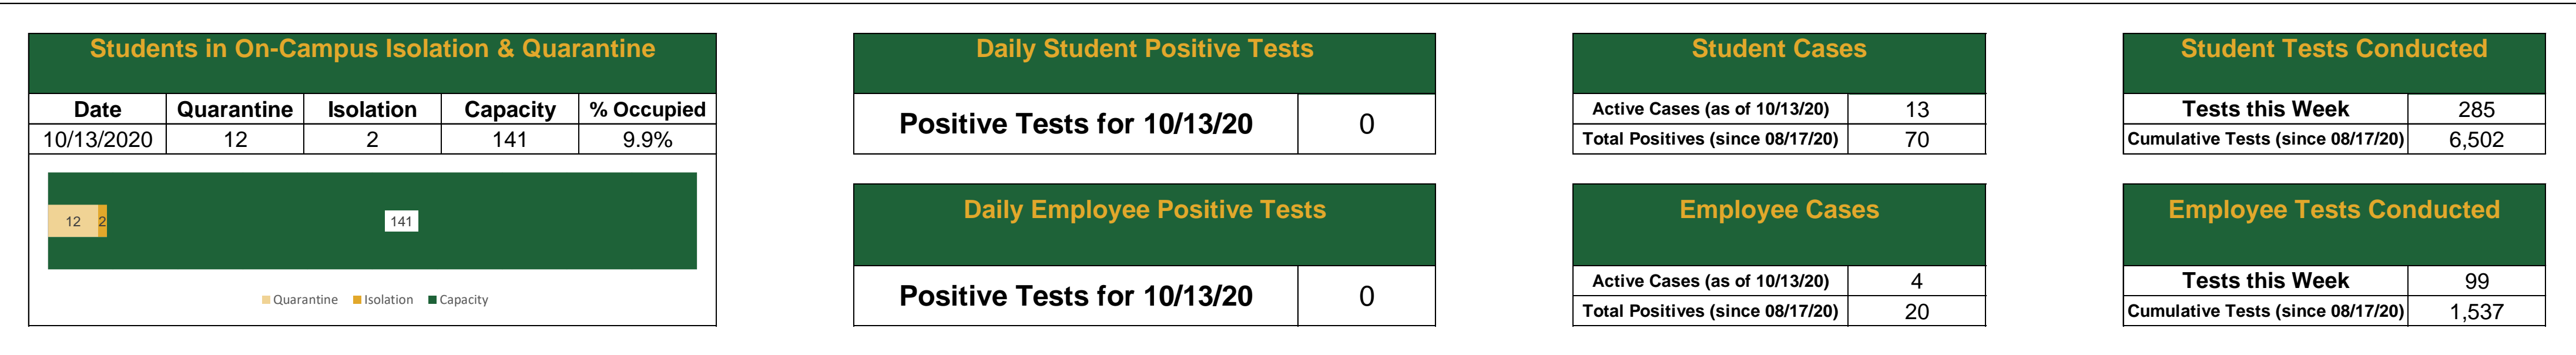 Students in On-Campus Isolation & Quarantine
Date Quarantine Isolation Capacity % Occupied
10/13/2020 12 2 141 9.9%
12 2 141
Quarantine Isolation Capacity
Daily Student Positive Tests
Positive Tests for 10/13/20 0
Daily Employee Positive Tests
Positive Tests for 10/13/20 0
Student Cases
Active Cases (as of 10/13/20) 13
Total Positives (since 08/17/20) 70
Employee Cases
Active Cases (as of 10/13/20) 4
Total Positives (since 08/17/20) 20
Student Tests Conducted
Tests this Week 285
Cumulative Tests (since 08/17/20) 6,502
Employee Tests Conducted
Tests this Week 99
Cumulative Tests (since 08/17/20) 1,537